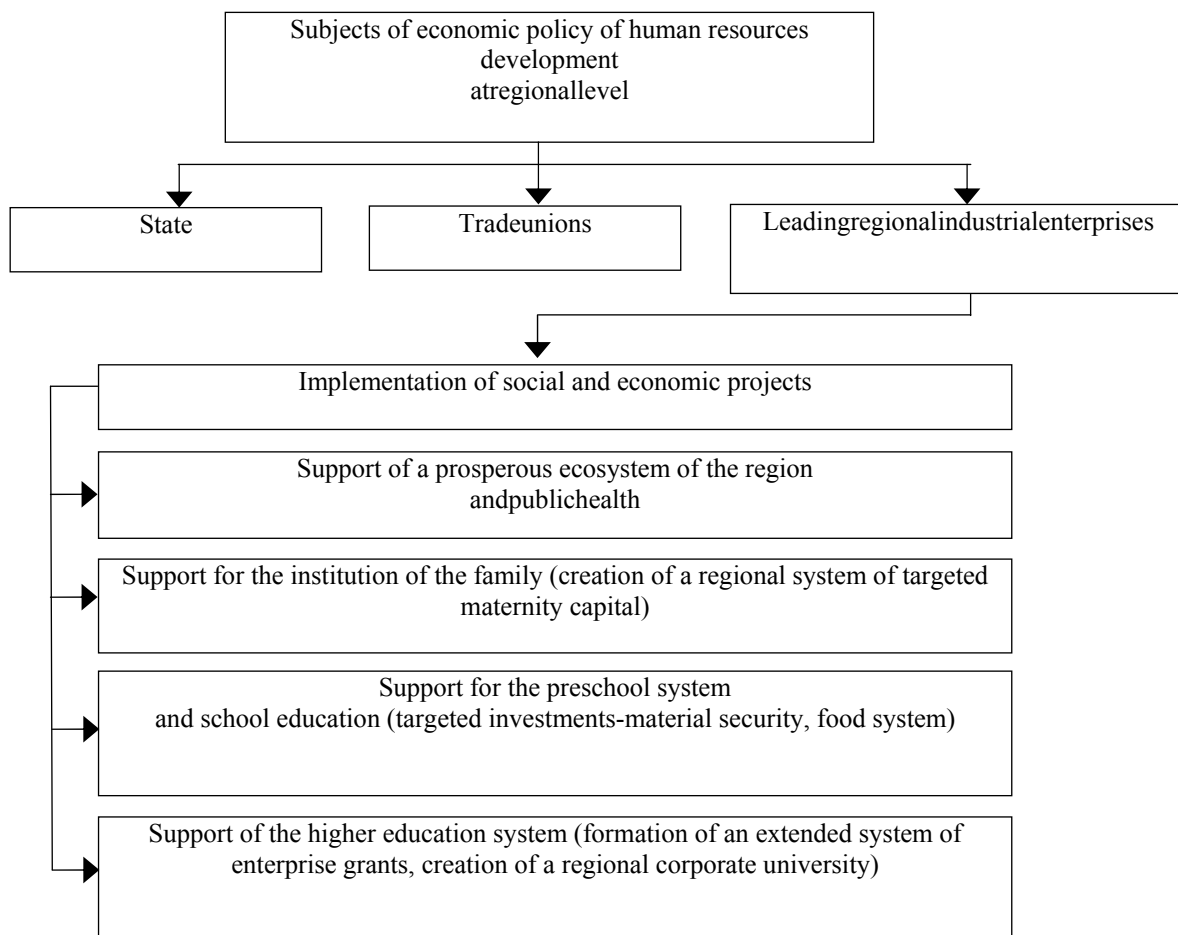 Subjects of economic policy of human resources
development
atregionallevel
State
Tradeunions
Leadingregionalindustrialenterprises
Implementation of social and economic projects
Support of a prosperous ecosystem of the region
andpublichealth
Support for the institution of the family (creation of a regional system of targeted
maternity capital)
Support for the preschool system
and school education (targeted investments-material security, food system)
Support of the higher education system (formation of an extended system of
enterprise grants, creation of a regional corporate university)